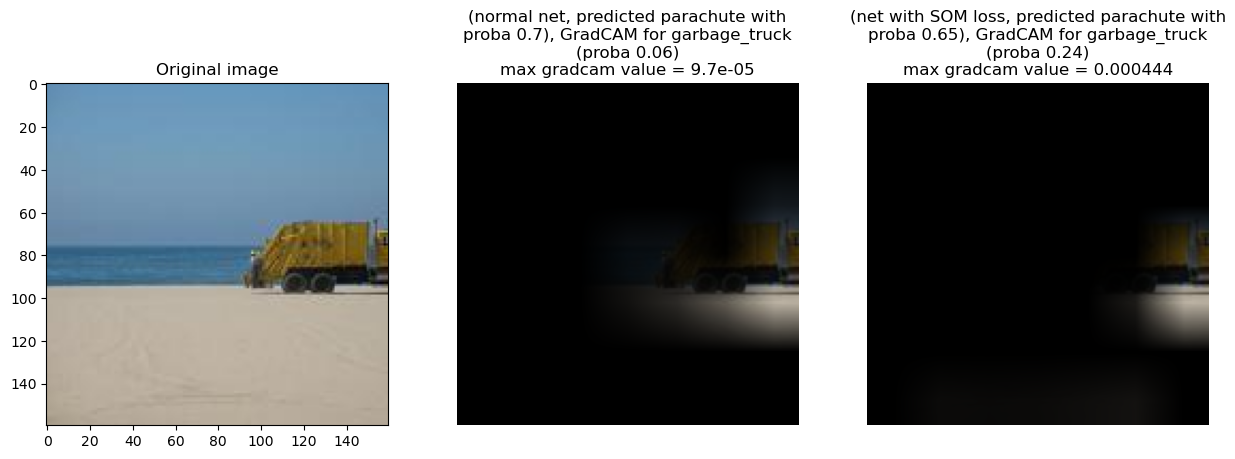 Original image
(normal net, predicted parachute with
proba 0.7), GradCAM for garbage_truck
(proba 0.06)
max gradcam value = 9.7e-05
(net with SOM loss, predicted parachute with
proba 0.65), GradCAM for garbage_truck
(proba 0.24)
max gradcam value = 0.000444
0
20
40
60
80
100
120
140
0 20 40 60 80 100 120 140